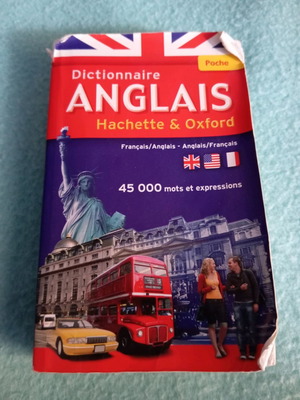 Poche
Dictionnaire
ANGLAIS
Hachette & Oxford
Français/Anglais - Anglais/Français
45 000 mots et expressions